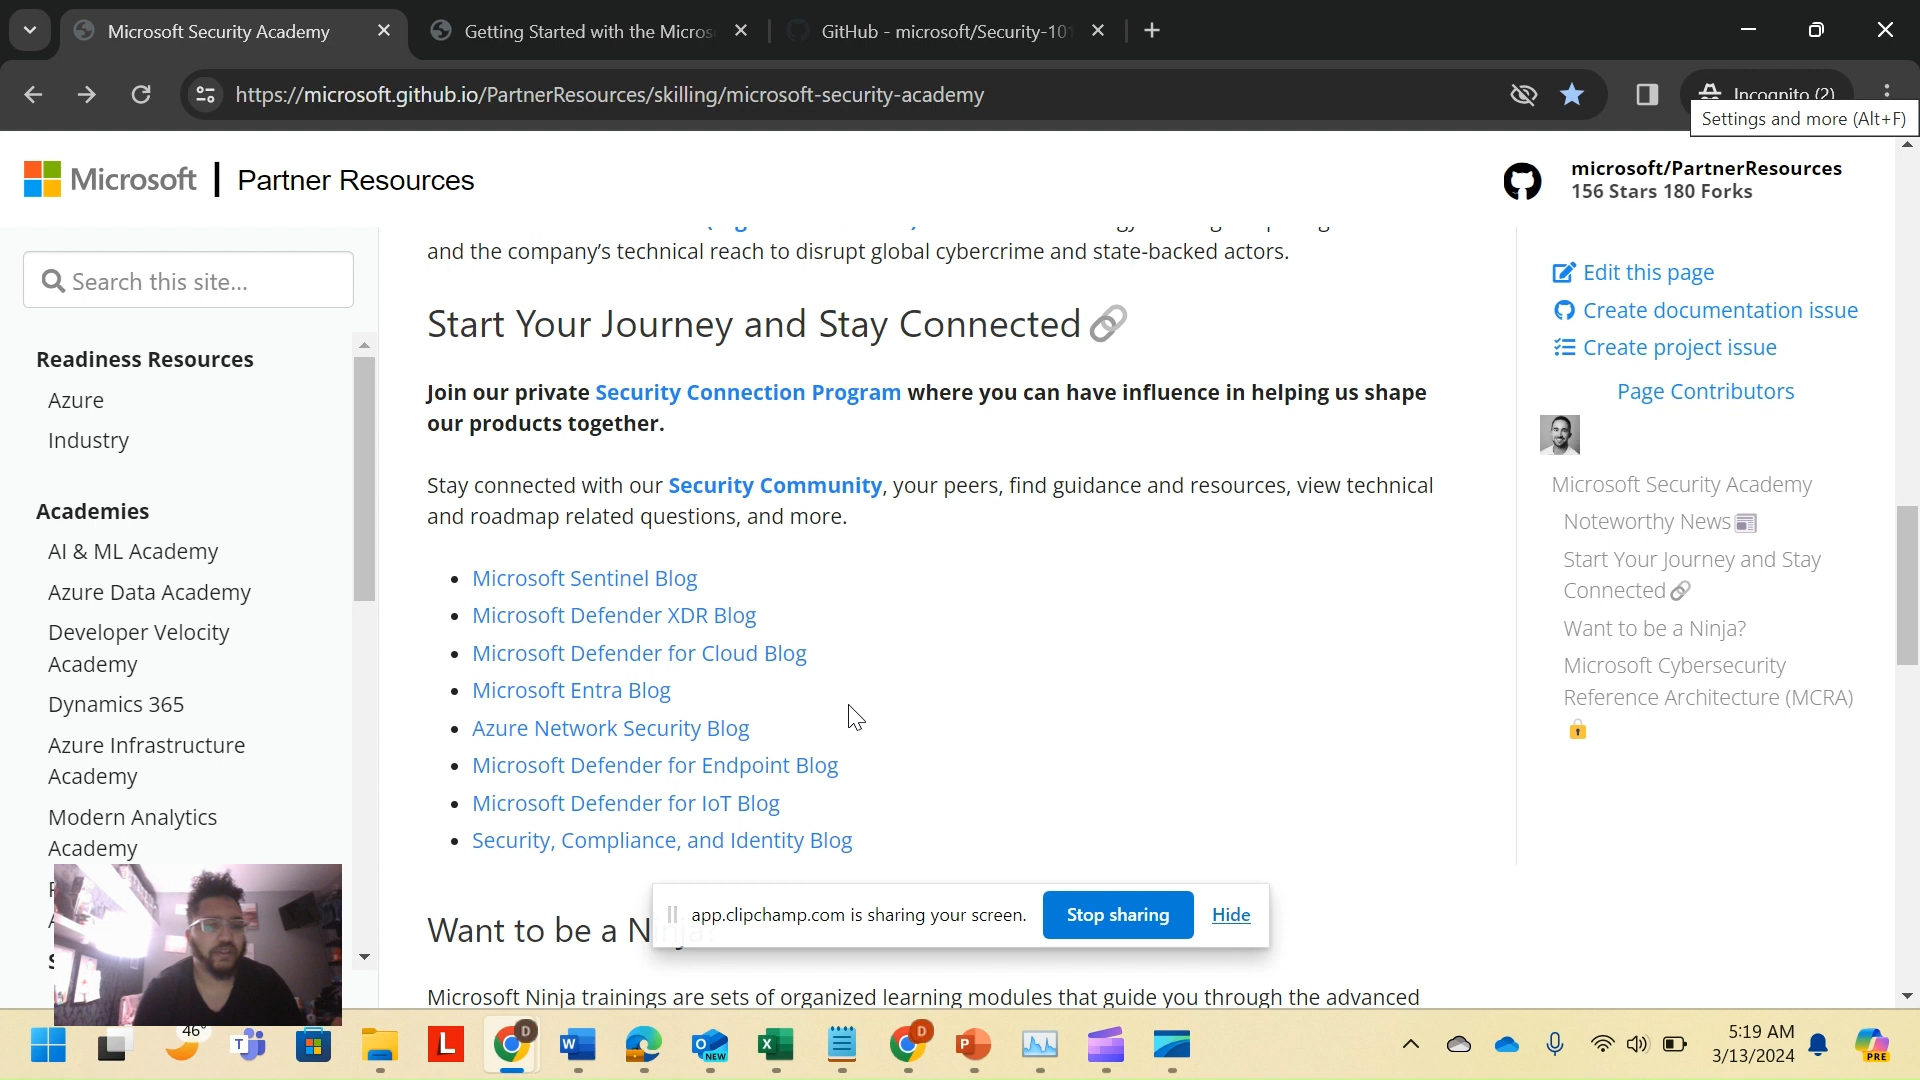 Microsoft Security Academy
Getting Started with the Micros
GitHub - microsoft/Security-101
https://microsoft.github.io/PartnerResources/skilling/microsoft-security-academy
Incognito (2)
Settings and more (Alt+F)
Microsoft | Partner Resources
microsoft/PartnerResources
156 Stars 180 Forks
Search this site...
Readiness Resources
Azure
Industry
Academies
AI & ML Academy
Azure Data Academy
Developer Velocity
Academy
Dynamics 365
Azure Infrastructure
Academy
Modern Analytics
Academy
and the company's technical reach to disrupt global cybercrime and state-backed actors.
Start Your Journey and Stay Connected
Join our private Security Connection Program where you can have influence in helping us shape
our products together.
Stay connected with our Security Community, your peers, find guidance and resources, view technical
and roadmap related questions, and more.
Microsoft Sentinel Blog
Microsoft Defender XDR Blog
Microsoft Defender for Cloud Blog
Microsoft Entra Blog
Azure Network Security Blog
Microsoft Defender for Endpoint Blog
Microsoft Defender for IoT Blog
Security, Compliance, and Identity Blog
Want to be a Ninja?
Microsoft Ninja trainings are sets of organized learning modules that guide you through the advanced
Edit this page
Create documentation issue
Create project issue
Page Contributors
Microsoft Security Academy
Noteworthy News
Start Your Journey and Stay
Connected
Want to be a Ninja?
Microsoft Cybersecurity
Reference Architecture (MCRA)
app.clipchamp.com is sharing your screen.
Stop sharing
Hide
46°
T
L
D
W
NEW
X
D
P
5:19 AM
3/13/2024
PRE